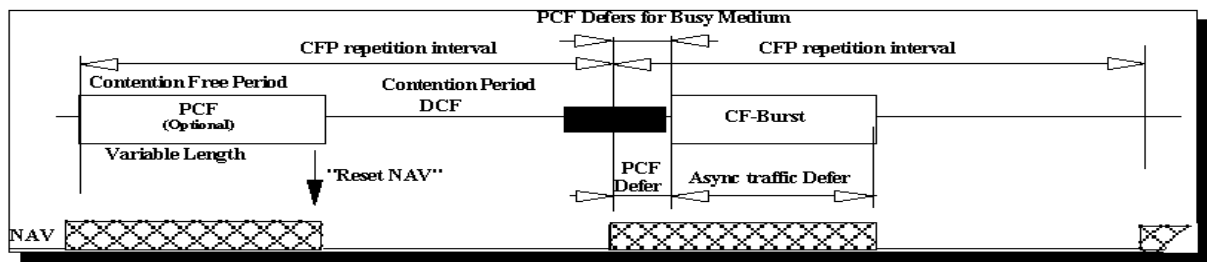 PCF Defers for Busy Medium
CFP repetition interval
CFP repetition interval
Contention Free Period
Contention Period
DCF
PCF
(Optional)
CF-Burst
Variable Length
"Reset NAV"
PCF
Defer
Async traffic Defer
NAV